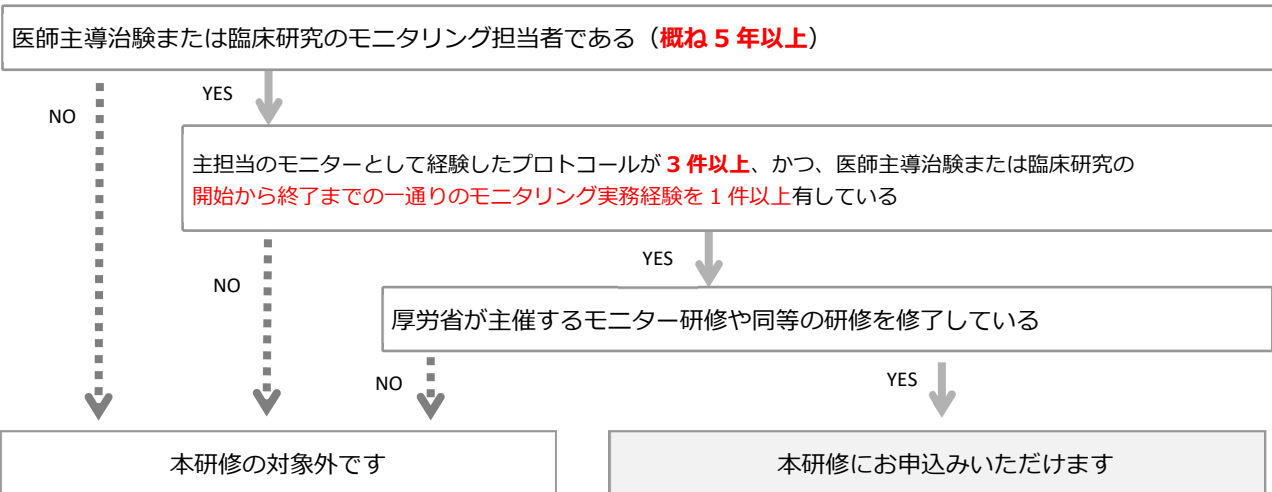 医師主導治験または臨床研究のモニタリング担当者である（概ね 5 年以上）
NO
YES
主担当のモニターとして経験したプロトコールが 3 件以上、かつ、医師主導治験または臨床研究の
開始から終了までの一通りのモニタリング実務経験を 1 件以上有している
NO
YES
厚労省が主催するモニター研修や同等の研修を修了している
NO
YES
本研修の対象外です
本研修にお申込みいただけます